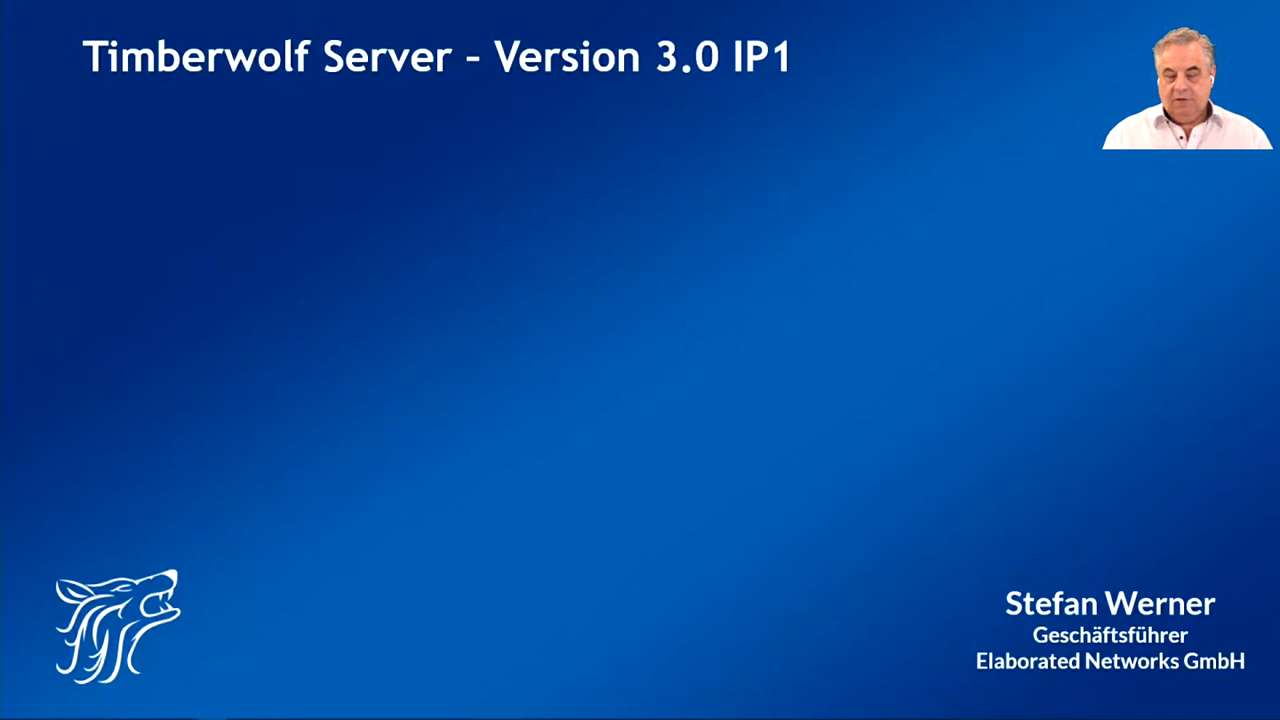 Timberwolf Server – Version 3.0 IP1
Stefan Werner
Geschäftsführer
Elaborated Networks GmbH